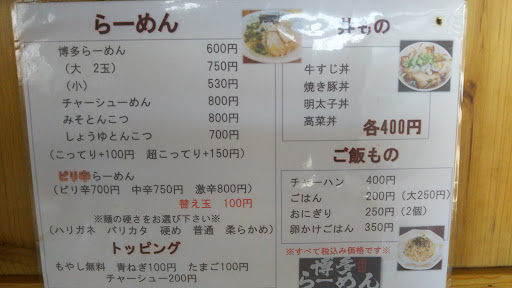 らーめん
博多らーめん 600円
(大 2玉) 750円
(小) 530円
チャーシューめん 800円
みそとんこつ 800円
しょうゆとんこつ 700円
(こってり+100円 超こってり+150円)
ピリ辛らーめん
(ピリ辛700円 中辛750円 激辛800円)
替え玉 100円
※麺の硬さをお選び下さい※
(ハリガネ バリカタ 硬め 普通 柔らかめ)
トッピング
もやし無料 青ねぎ100円 たまご100円
チャーシュー200円
丼もの
牛すじ丼
焼き豚丼
明太子丼
高菜丼
各400円
ご飯もの
チャーハン 400円
ごはん 200円(大250円)
おにぎり 250円(2個)
卵かけごはん 350円
※すべて税込み価格です※
博多
らーめん